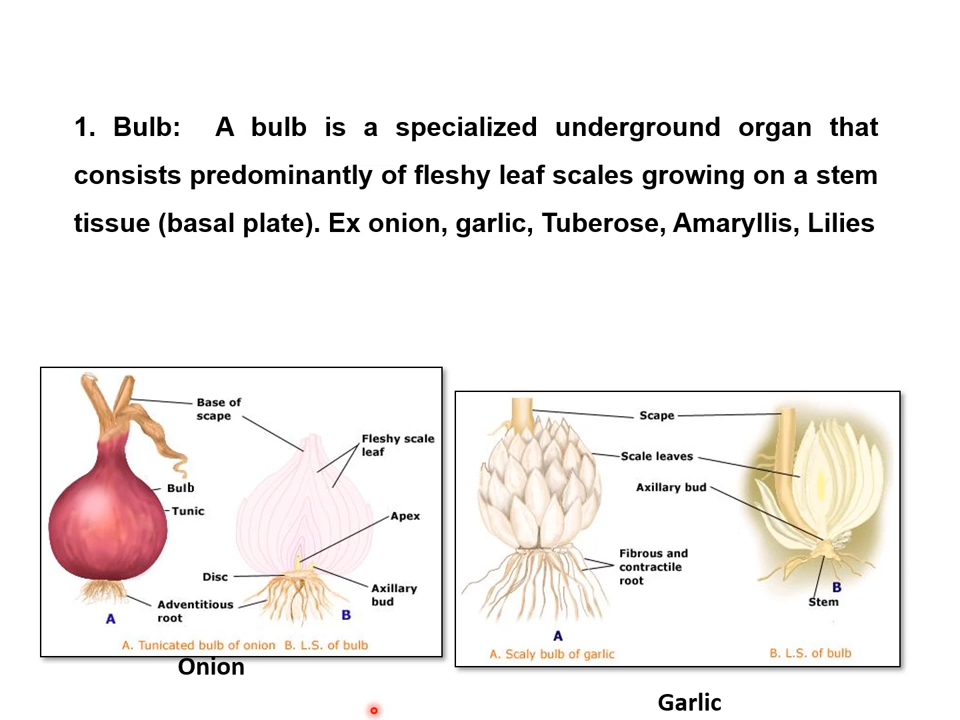 1. Bulb: A bulb is a specialized underground organ that
consists predominantly of fleshy leaf scales growing on a stem
tissue (basal plate). Ex onion, garlic, Tuberose, Amaryllis, Lilies
Base of
scape
Fleshy scale
leaf
Bulb
Tunic
Apex
Disc
Axillary
bud
Adventitious
root
A
B
A. Tunicated bulb of onion B. L.S. of bulb
Onion
Scape
Scale leaves
Axillary bud
Fibrous and
contractile
root
B
Stem
A
A. Scaly bulb of garlic
B. L.S. of bulb
Garlic